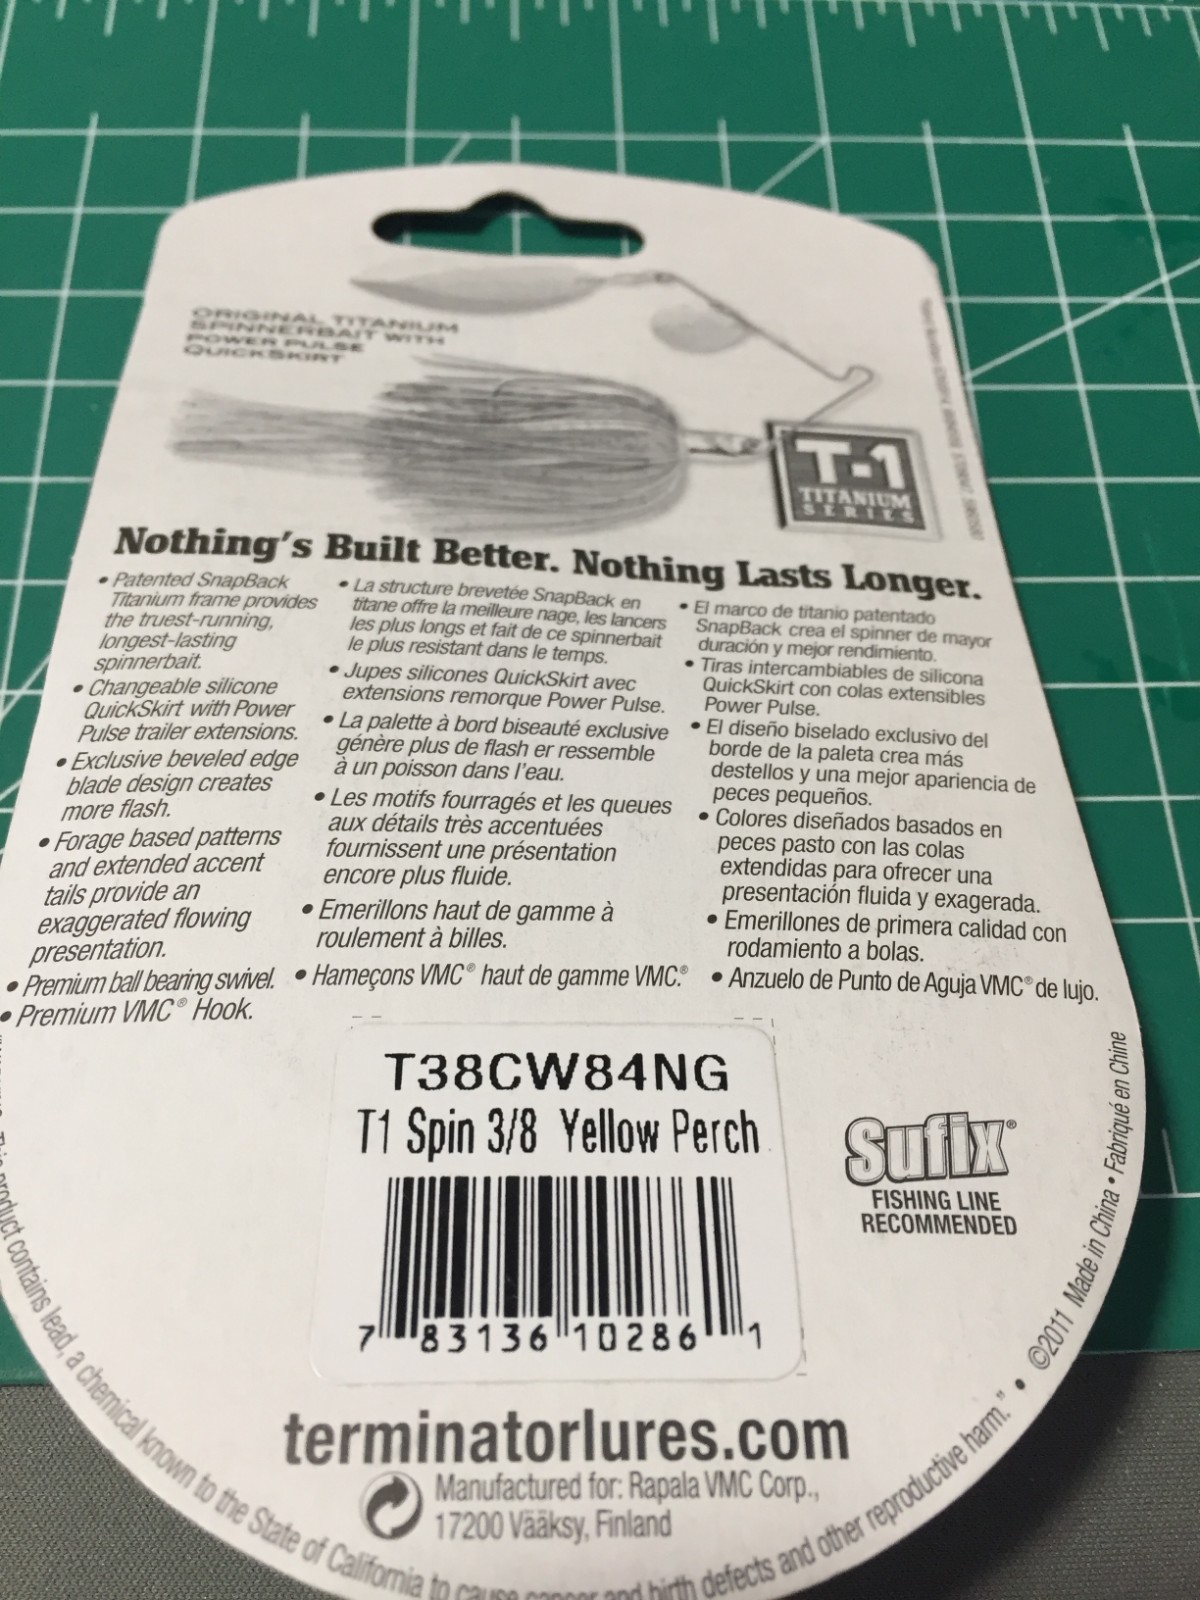 ORIGINAL TITANIUM
SPINNERBAIT WITH
POWER PULSE
QUICKSKIRT
T-1
TITANIUM
SERIES
Nothing's Built Better. Nothing Lasts Longer.
• Patented SnapBack
Titanium frame provides
the truest-running,
longest-lasting
spinnerbait.
• Changeable silicone
QuickSkirt with Power
Pulse trailer extensions.
• Exclusive beveled edge
blade design creates
more flash.
• Forage based patterns
and extended accent
tails provide an
exaggerated flowing
presentation.
• Premium ball bearing swivel.
• Premium VMC® Hook.
• La structure brevetée SnapBack en
titane offre la meilleure nage, les lancers
les plus longs et fait de ce spinnerbait
le plus resistant dans le temps.
• Jupes silicones QuickSkirt avec
extensions remorque Power Pulse.
• La palette à bord biseauté exclusive
génère plus de flash er ressemble
à un poisson dans l'eau.
• Les motifs fourragés et les queues
aux détails très accentuées
fournissent une présentation
encore plus fluide.
• Emerillons haut de gamme à
roulement à billes.
• Hameçons VMC® haut de gamme VMC.®
• El marco de titanio patentado
SnapBack crea el spinner de mayor
duración y mejor rendimiento.
• Tiras intercambiables de silicona
QuickSkirt con colas extensibles
Power Pulse.
• El diseño biselado exclusivo del
borde de la paleta crea más
destellos y una mejor apariencia de
peces pequeños.
• Colores diseñados basados en
peces pasto con las colas
extendidas para ofrecer una
presentación fluida y exagerada.
• Emerillones de primera calidad con
rodamiento a bolas.
• Anzuelo de Punto de Aguja VMC® de lujo.
T38CW84NG
T1 Spin 3/8 Yellow Perch
7 83136 10286 1
Sufix®
FISHING LINE
RECOMMENDED
terminatorlures.com
Manufactured for: Rapala VMC Corp.,
17200 Vääksy, Finland
This product contains lead, a chemical known to the State of California to cause cancer and birth defects and other reproductive harm." • ©2011 Made in China • Fabriqué en Chine